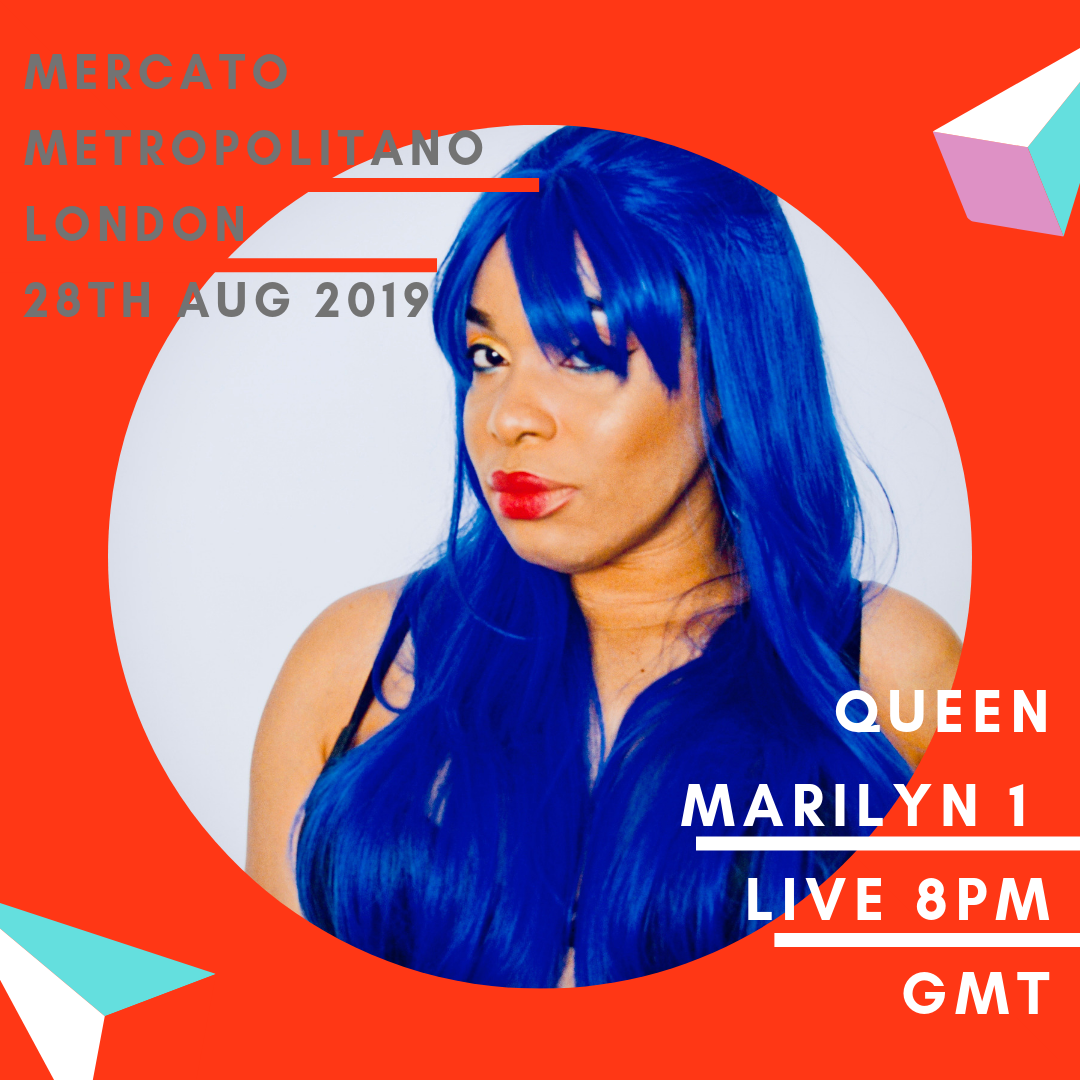 MERCATO
METROPOLITANO
LONDON
28TH AUG 2019
QUEEN
MARILYN 1
LIVE 8PM
GMT